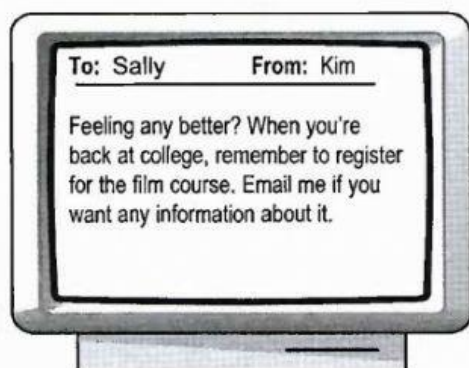 To: Sally From: Kim
Feeling any better? When you're
back at college, remember to register
for the film course. Email me if you
want any information about it.